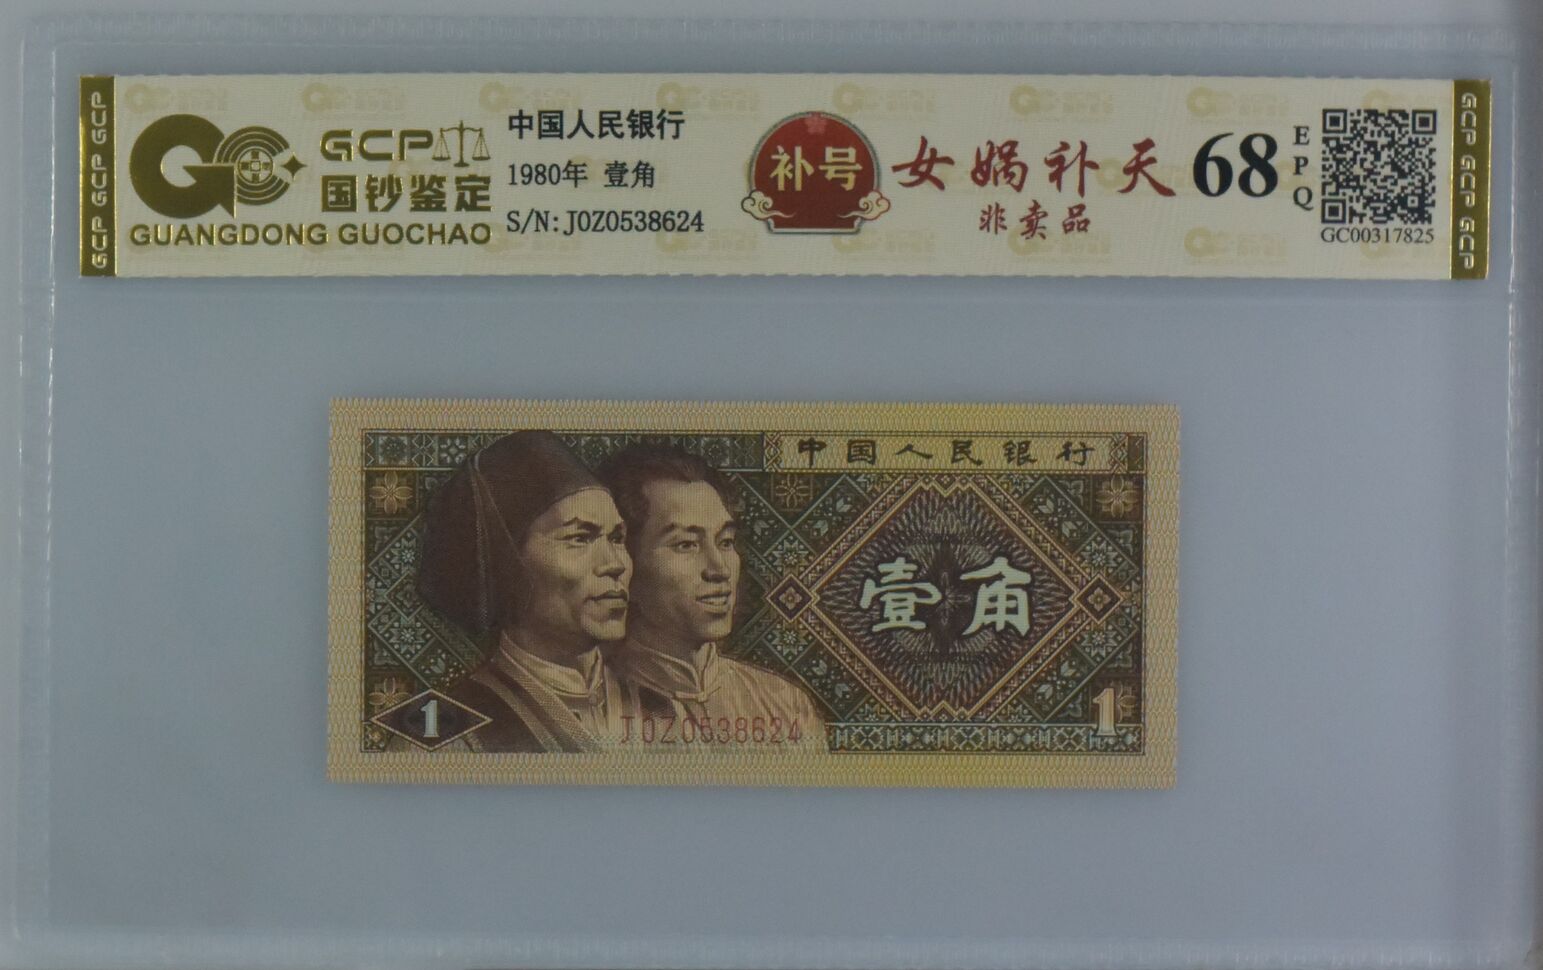 GCP GCP GCP
GCP
国钞鉴定
GUANGDONG GUOCHAO
中国人民银行
1980年 壹角
S/N: J0Z0538624
补号
女娲补天
非卖品
68
EPQ
GC00317825
GCP GCP GCP
中国人民银行
壹角
1
J0Z0538624
1